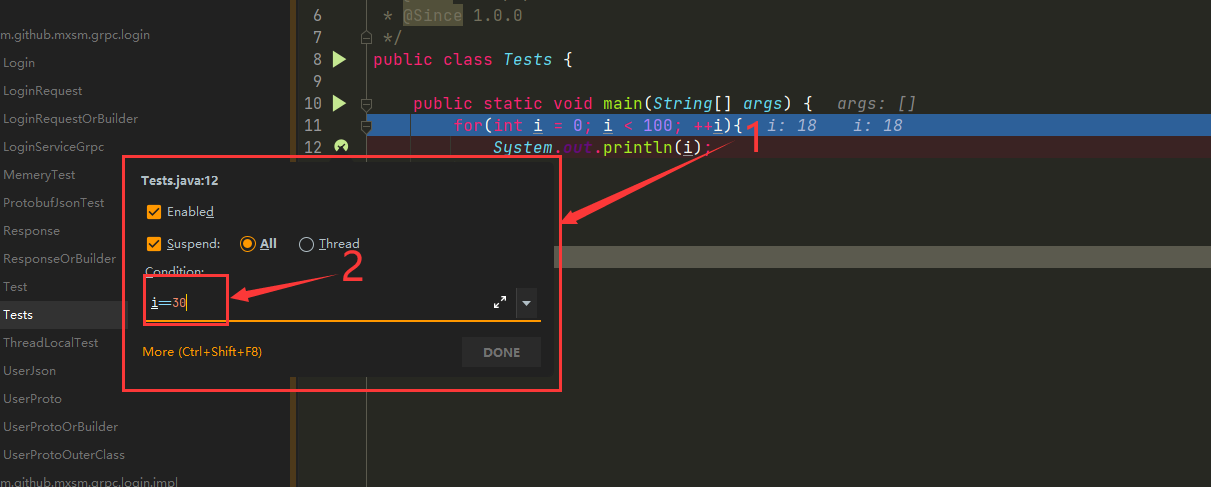 m.github.mxsm.grpc.login
Login
LoginRequest
LoginRequestOrBuilder
LoginServiceGrpc
MemeryTest
ProtobufJsonTest
Response
ResponseOrBuilder
Test
Tests
ThreadLocalTest
UserJson
UserProto
UserProtoOrBuilder
UserProtoOuterClass
m.github.mxsm.grpc.login.impl
6 * @Since 1.0.0
7 */
8 public class Tests {
9
10 public static void main(String[] args) { args: []
11 for(int i = 0; i < 100; ++i){ i: 18 i: 18
12 System.out.println(i);
1
Tests.java:12
Enabled
Suspend: All Thread
Condition:
2
i==30
More (Ctrl+Shift+F8) DONE